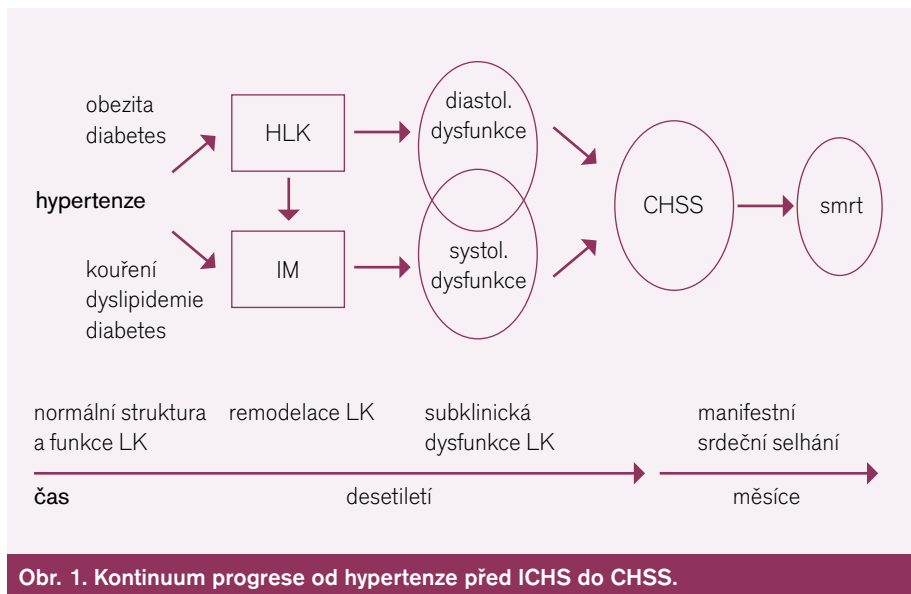 obezita
diabetes
HLK
diastol.
dysfunkce
hypertenze
CHSS
smrt
IM
systol.
dysfunkce
kouření
dyslipidemie
diabetes
normální struktura
a funkce LK
remodelace LK
subklinická
dysfunkce LK
manifestní
srdeční selhání
čas
desetiletí
měsíce
Obr. 1. Kontinuum progrese od hypertenze před ICHS do CHSS.